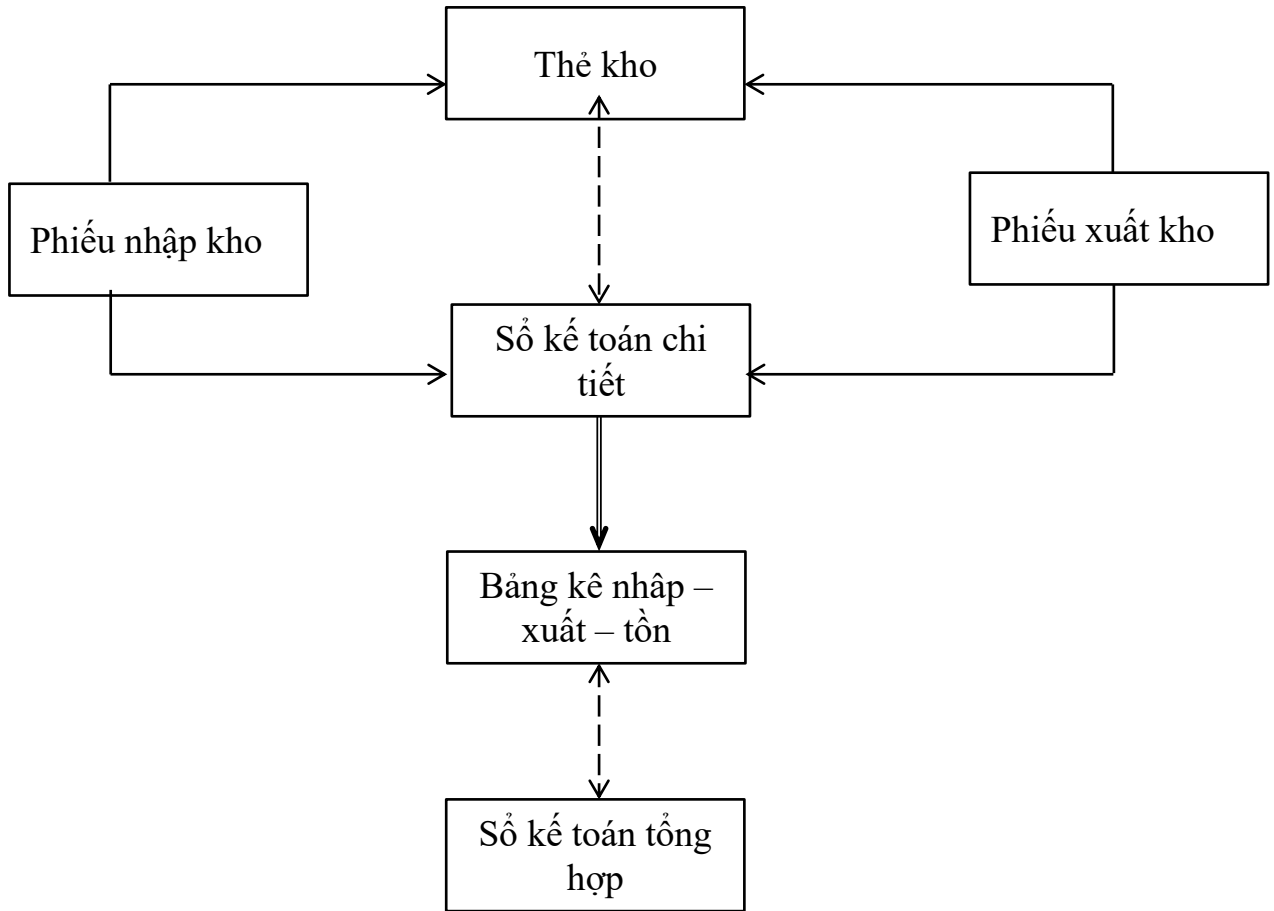 Thẻ kho
Phiếu nhập kho
Phiếu xuất kho
Sổ kế toán chi
tiết
Bảng kê nhâp –
xuất – tồn
Sổ kế toán tổng
hợp